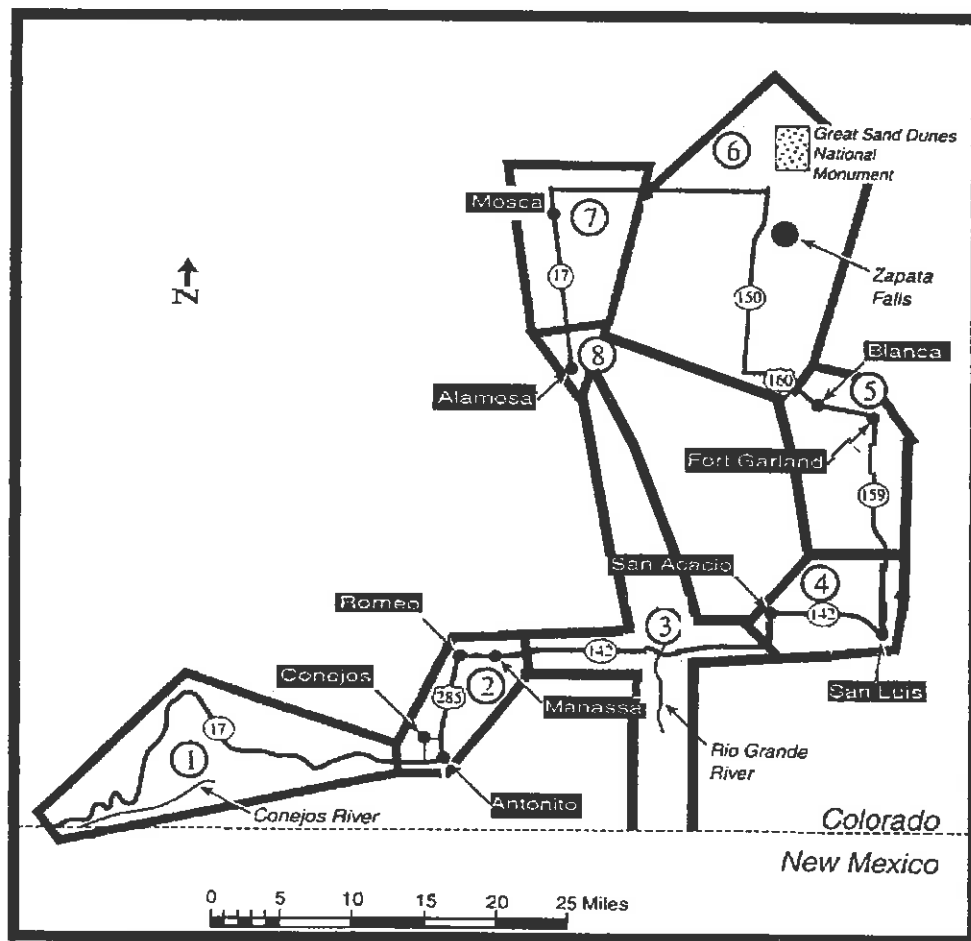 6
Great Sand Dunes
National
Monument
Mosca
7
N
17
150
Zapata
Falls
8
Blanca
160
5
Alamosa
Fort Garland
159
San Acacio
4
142
Romeo
3
142
Conejos
2
285
Manassa
San Luis
17
1
Rio Grande
River
Conejos River
Antonito
Colorado
New Mexico
0 5 10 15 20 25 Miles